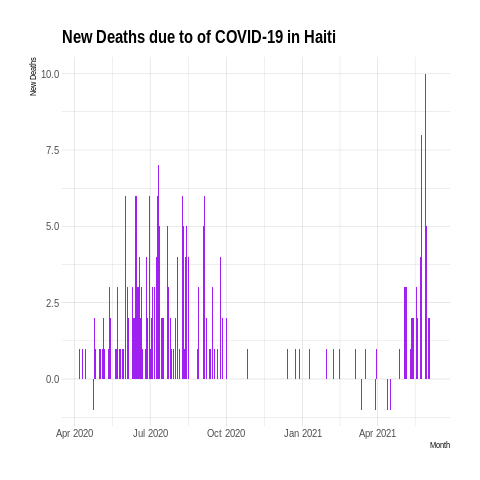 New Deaths due to of COVID-19 in Haiti
New Deaths
10.0
7.5
5.0
2.5
0.0
Apr 2020 Jul 2020 Oct 2020 Jan 2021 Apr 2021
Month